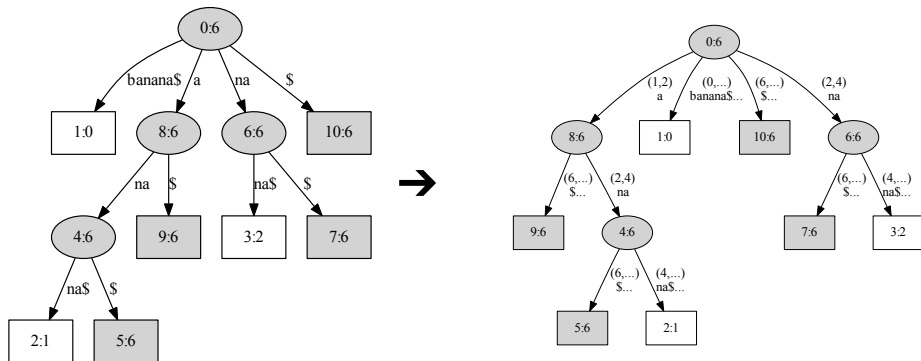 0:6
banana$ a na $
1:0 8:6 6:6 10:6
na $ na$ $
4:6 9:6 3:2 7:6
na$ $
2:1 5:6
0:6
(1,2) (0,...) (6,...) (2,4)
a banana$... $... na
8:6 1:0 10:6 6:6
(6,...) (2,4) (6,...) (4,...)
$... na $... na$...
9:6 4:6 7:6 3:2
(6,...) (4,...)
$... na$...
5:6 2:1